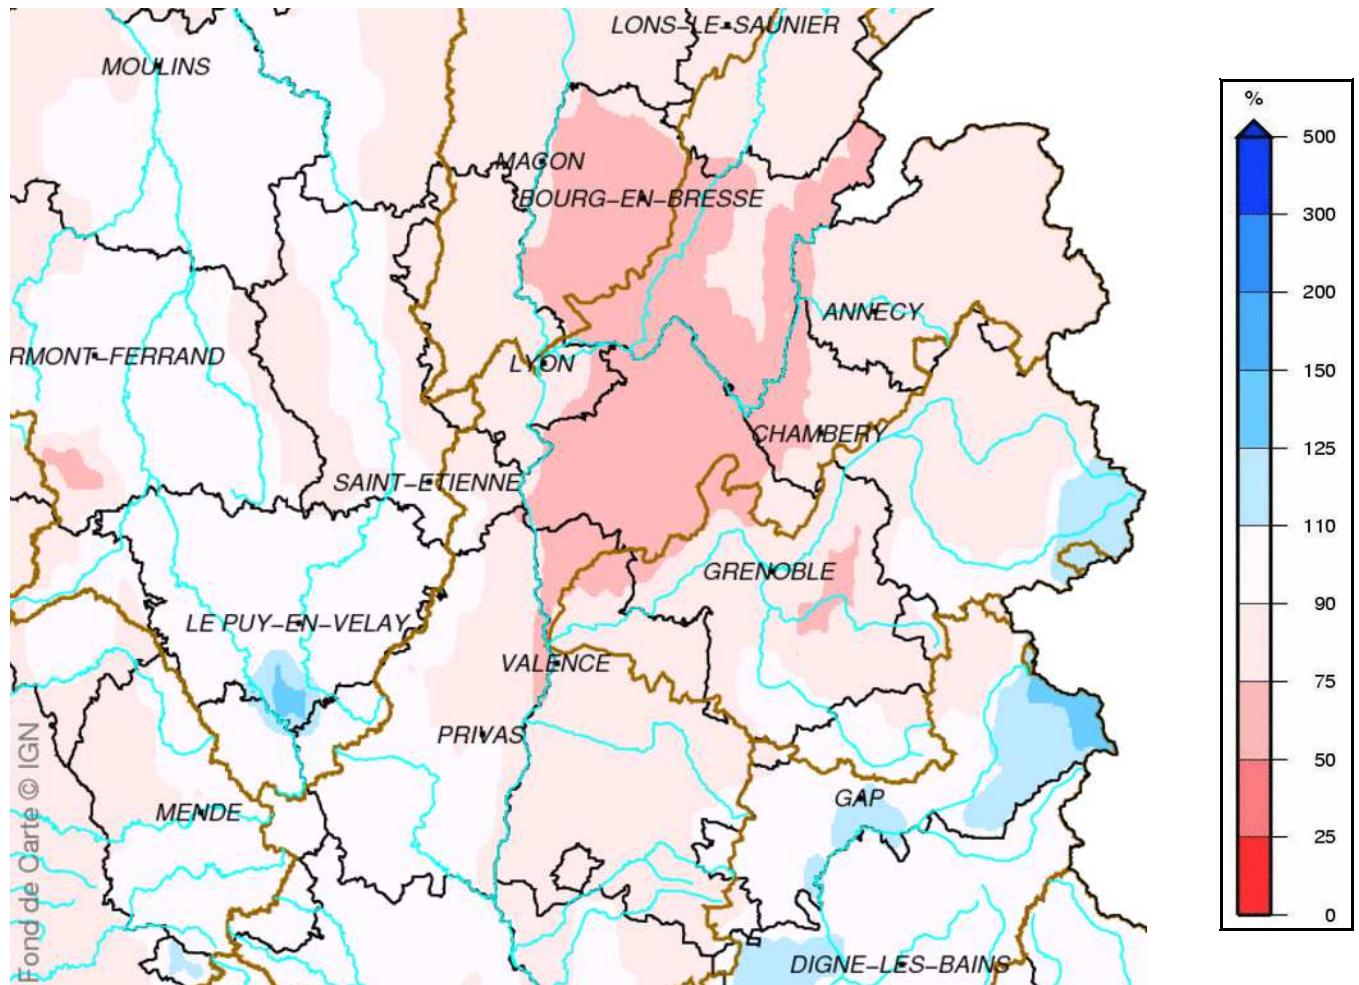 LONS-LE-SAUNIER
MOULINS
MACON
BOURG-EN-BRESSE
ANNECY
RMONT-FERRAND
LYON
CHAMBERY
SAINT-ETIENNE
GRENOBLE
LE PUY-EN-VELAY
VALENCE
PRIVAS
GAP
MENDE
DIGNE-LES-BAINS
Fond de Carte © IGN
%
500
300
200
150
125
110
90
75
50
25
0